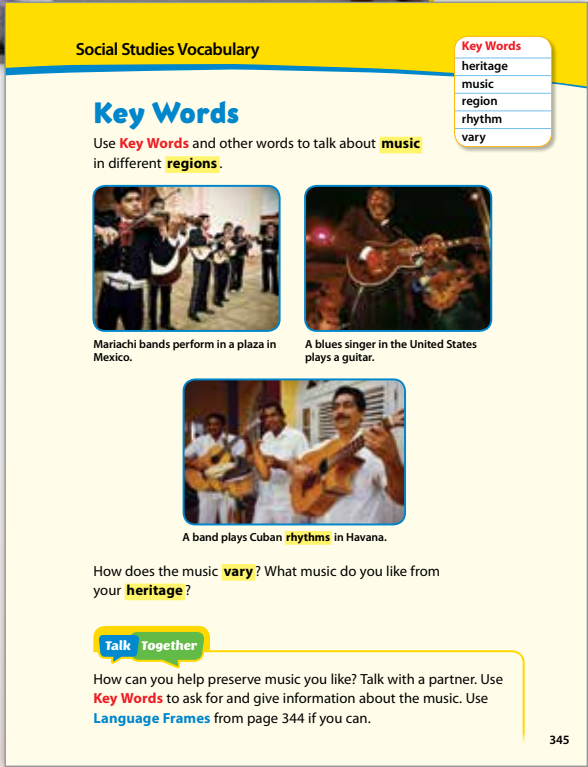 Social Studies Vocabulary
Key Words
heritage
music
region
rhythm
vary
Key Words
Use Key Words and other words to talk about music
in different regions.
Mariachi bands perform in a plaza in
Mexico.
A blues singer in the United States
plays a guitar.
A band plays Cuban rhythms in Havana.
How does the music vary? What music do you like from
your heritage?
Talk Together
How can you help preserve music you like? Talk with a partner. Use
Key Words to ask for and give information about the music. Use
Language Frames from page 344 if you can.
345